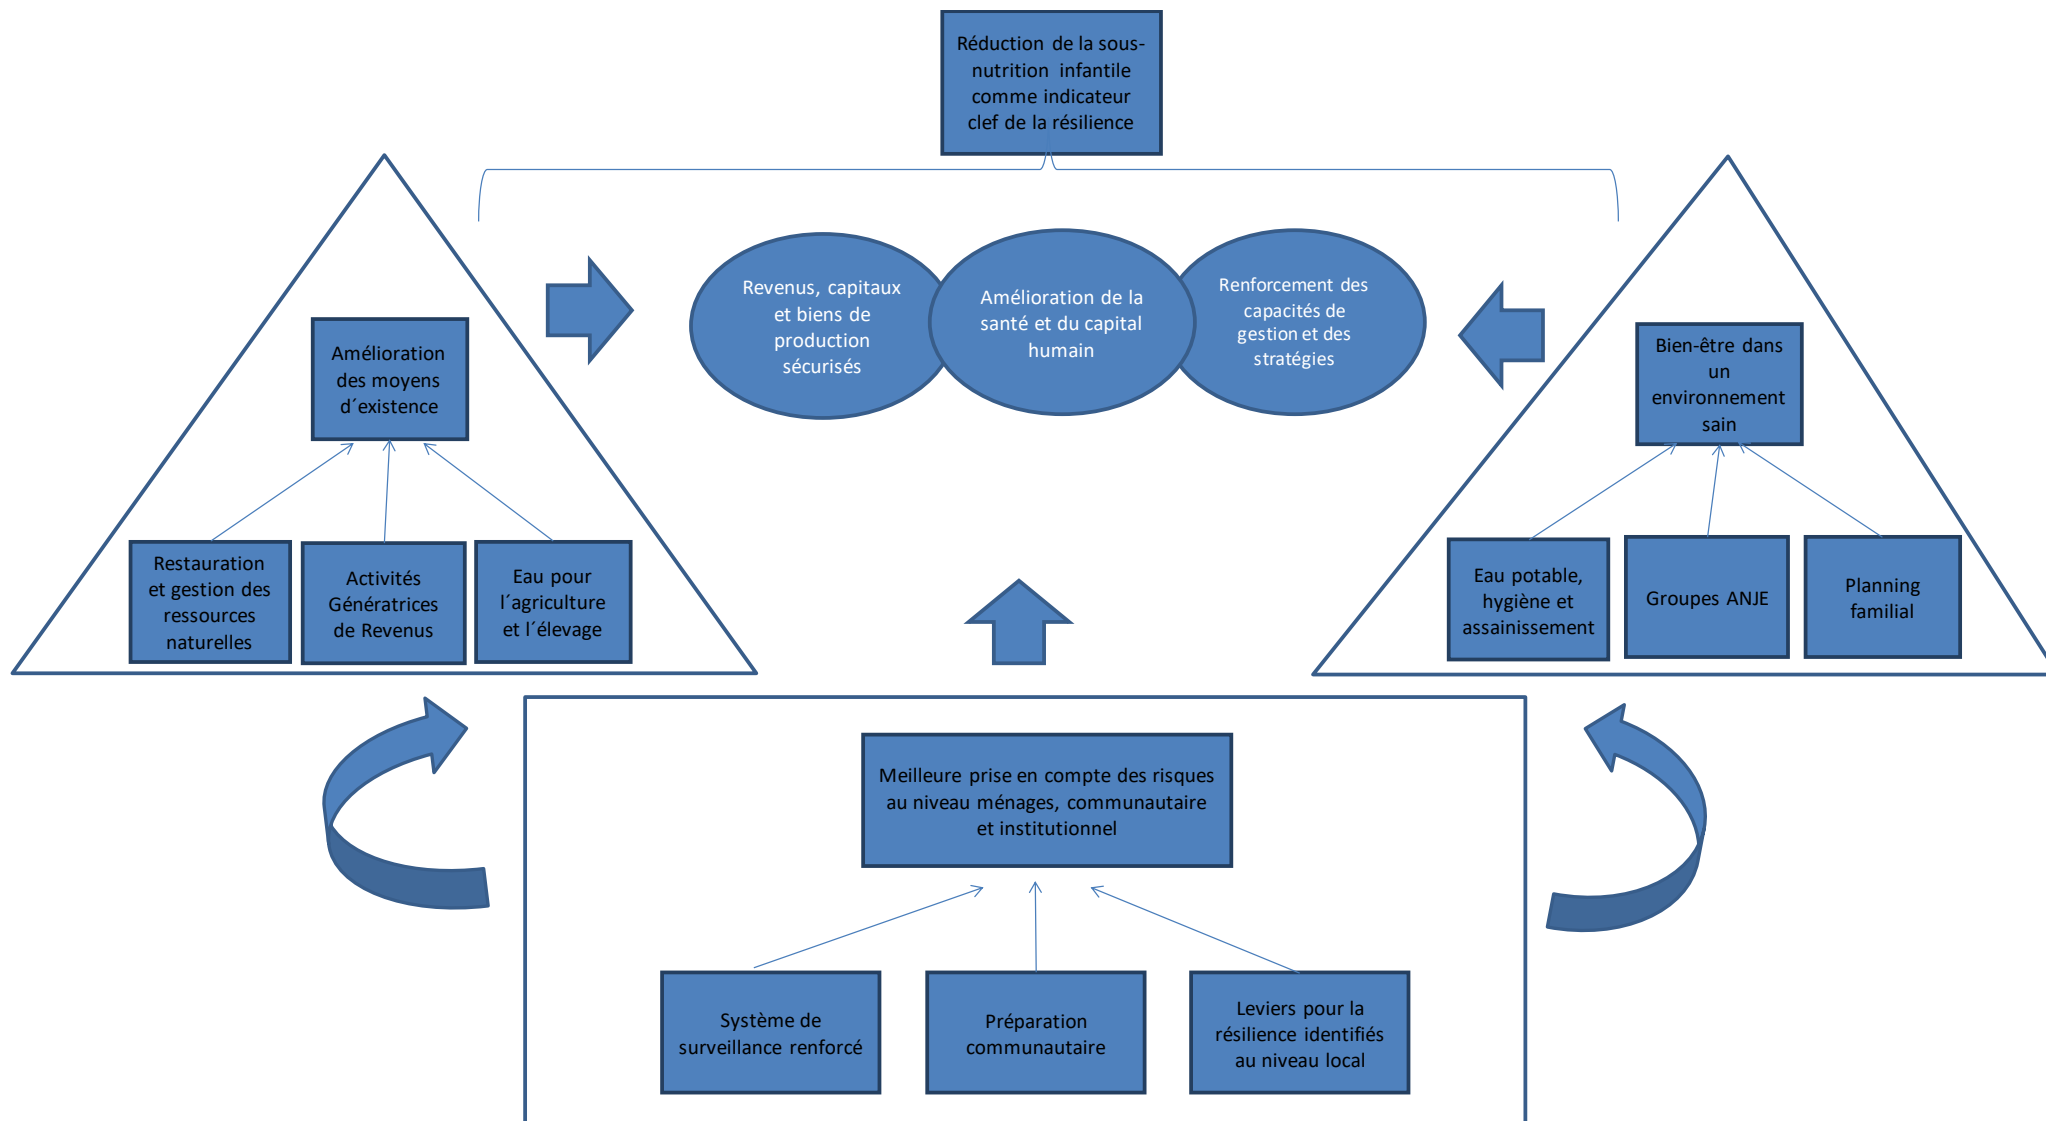 Réduction de la sous-
nutrition infantile
comme indicateur
clef de la résilience
Revenus, capitaux
et biens de
production
sécurisés
Amélioration de la
santé et du capital
humain
Renforcement des
capacités de
gestion et des
stratégies
Amélioration
des moyens
d´existence
Restauration
et gestion des
ressources
naturelles
Activités
Génératrices
de Revenus
Eau pour
l´agriculture
et l´élevage
Bien-être dans
un
environnement
sain
Eau potable,
hygiène et
assainissement
Groupes ANJE
Planning
familial
Meilleure prise en compte des risques
au niveau ménages, communautaire
et institutionnel
Système de
surveillance renforcé
Préparation
communautaire
Leviers pour la
résilience identifiés
au niveau local